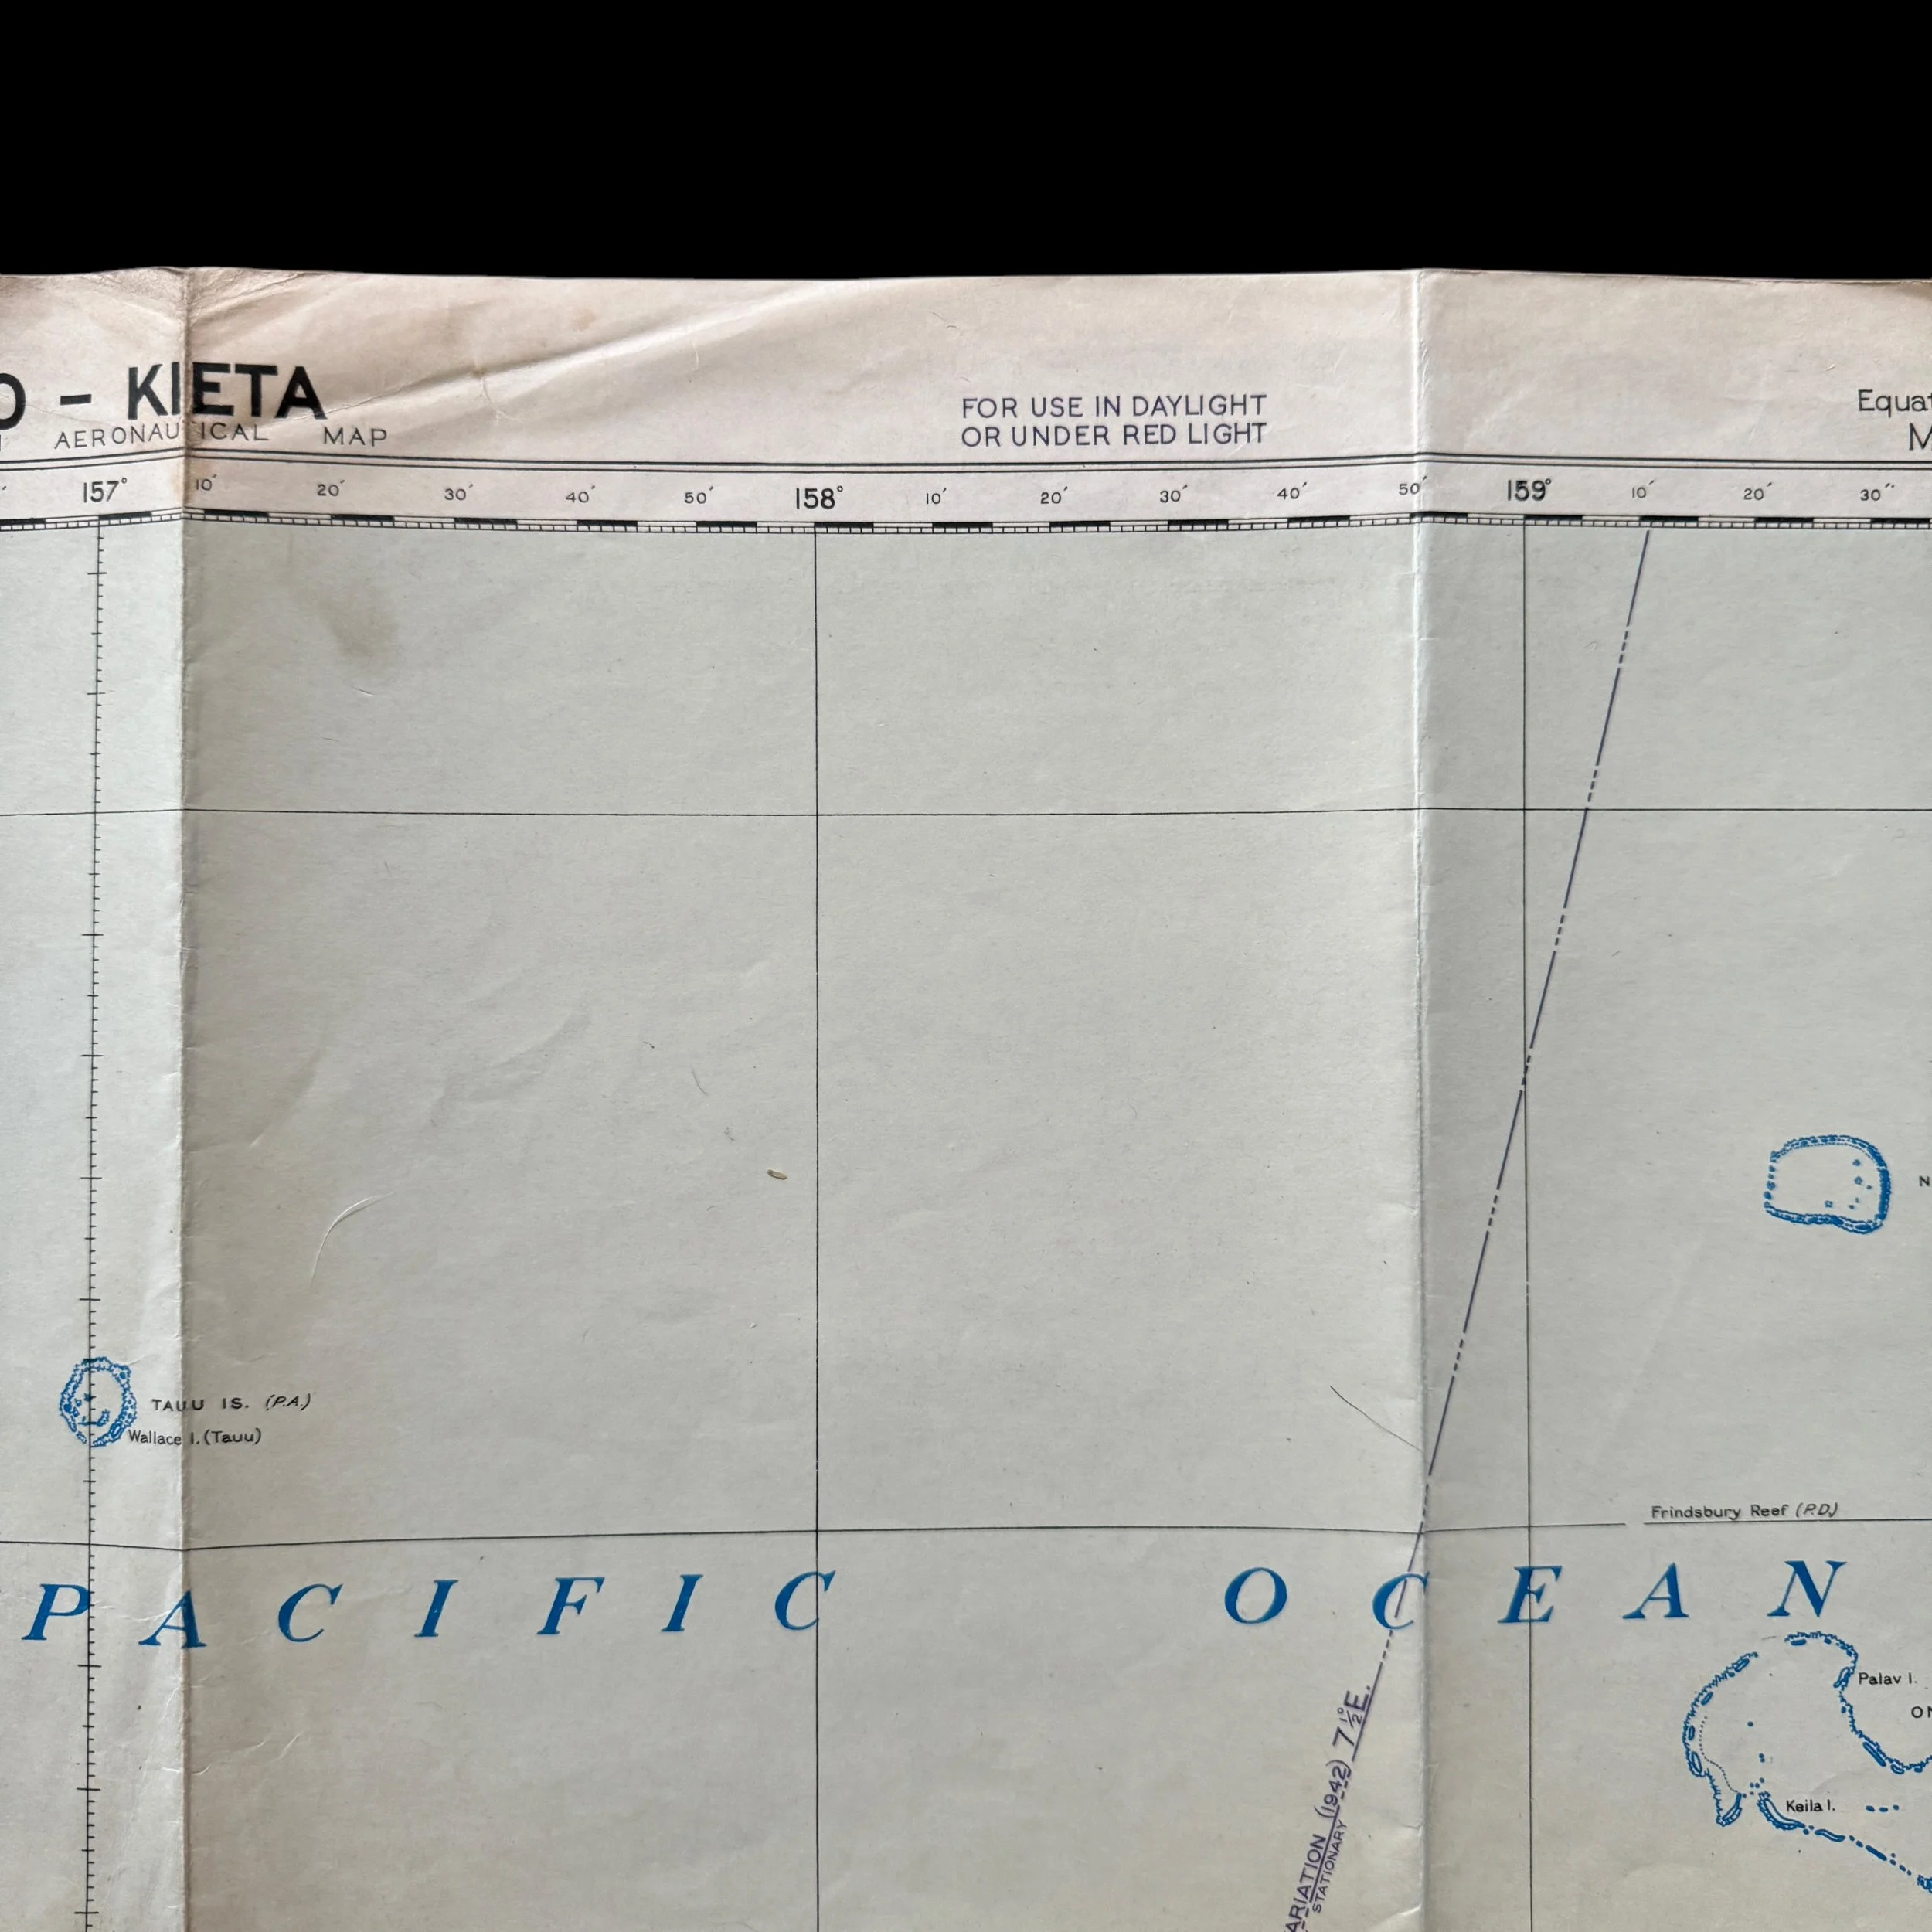 – KIETA
AERONAUTICAL MAP
FOR USE IN DAYLIGHT
OR UNDER RED LIGHT
157° 10′ 20′ 30′ 40′ 50′ 158° 10′ 20′ 30′ 40′ 50′ 159° 10′ 20′ 30″
TAUU IS. (P.A.)
Wallace I. (Tauu)
Frindsbury Reef (P.D.)
PACIFIC OCEAN
Palav I.
Keila I.
(1942) 7½°E.
STATIONARY